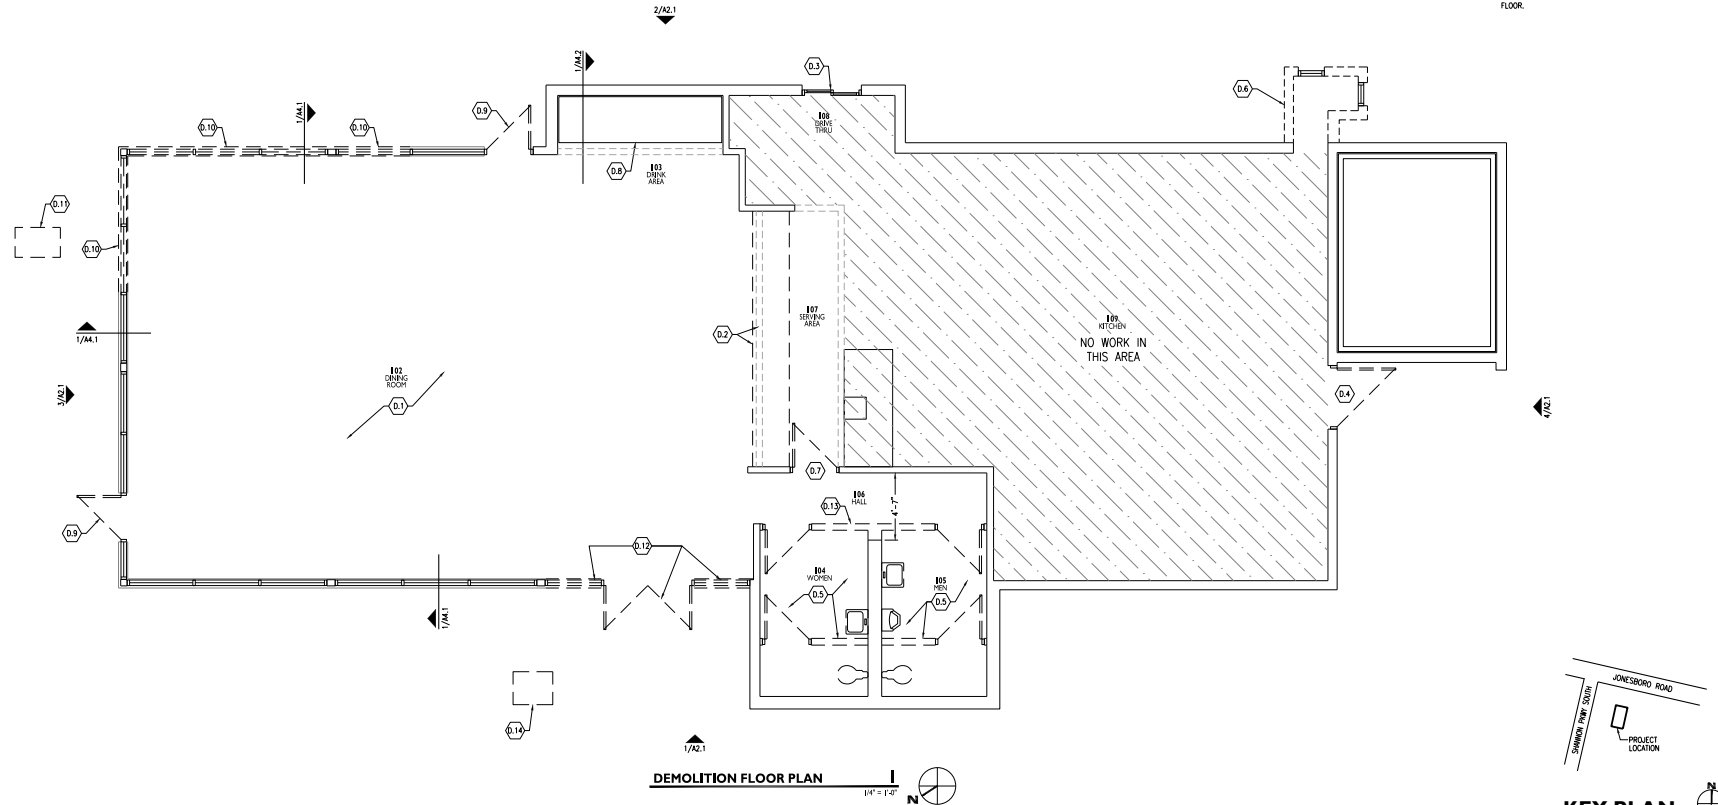 FLOOR.
2/A2.1
1/A4.2
D.3
D.6
1/A4.1
D.9
D.10
D.10
108
DRIVE
THRU
D.8
103
DRINK
AREA
D.11
D.10
1/A4.1
D.2
107
SERVING
AREA
109
KITCHEN
NO WORK IN
THIS AREA
3/A2.1
102
DINING
ROOM
D.1
D.4
4/A2.1
D.7
106
HALL
D.13
4'-7"
D.9
D.12
104
WOMEN
D.5
105
MEN
D.5
1/A4.1
D.14
1/A2.1
DEMOLITION FLOOR PLAN
1
1/4" = 1'-0"
N
JONESBORO ROAD
SHANNON PKWY SOUTH
PROJECT
LOCATION
KEY PLAN
N